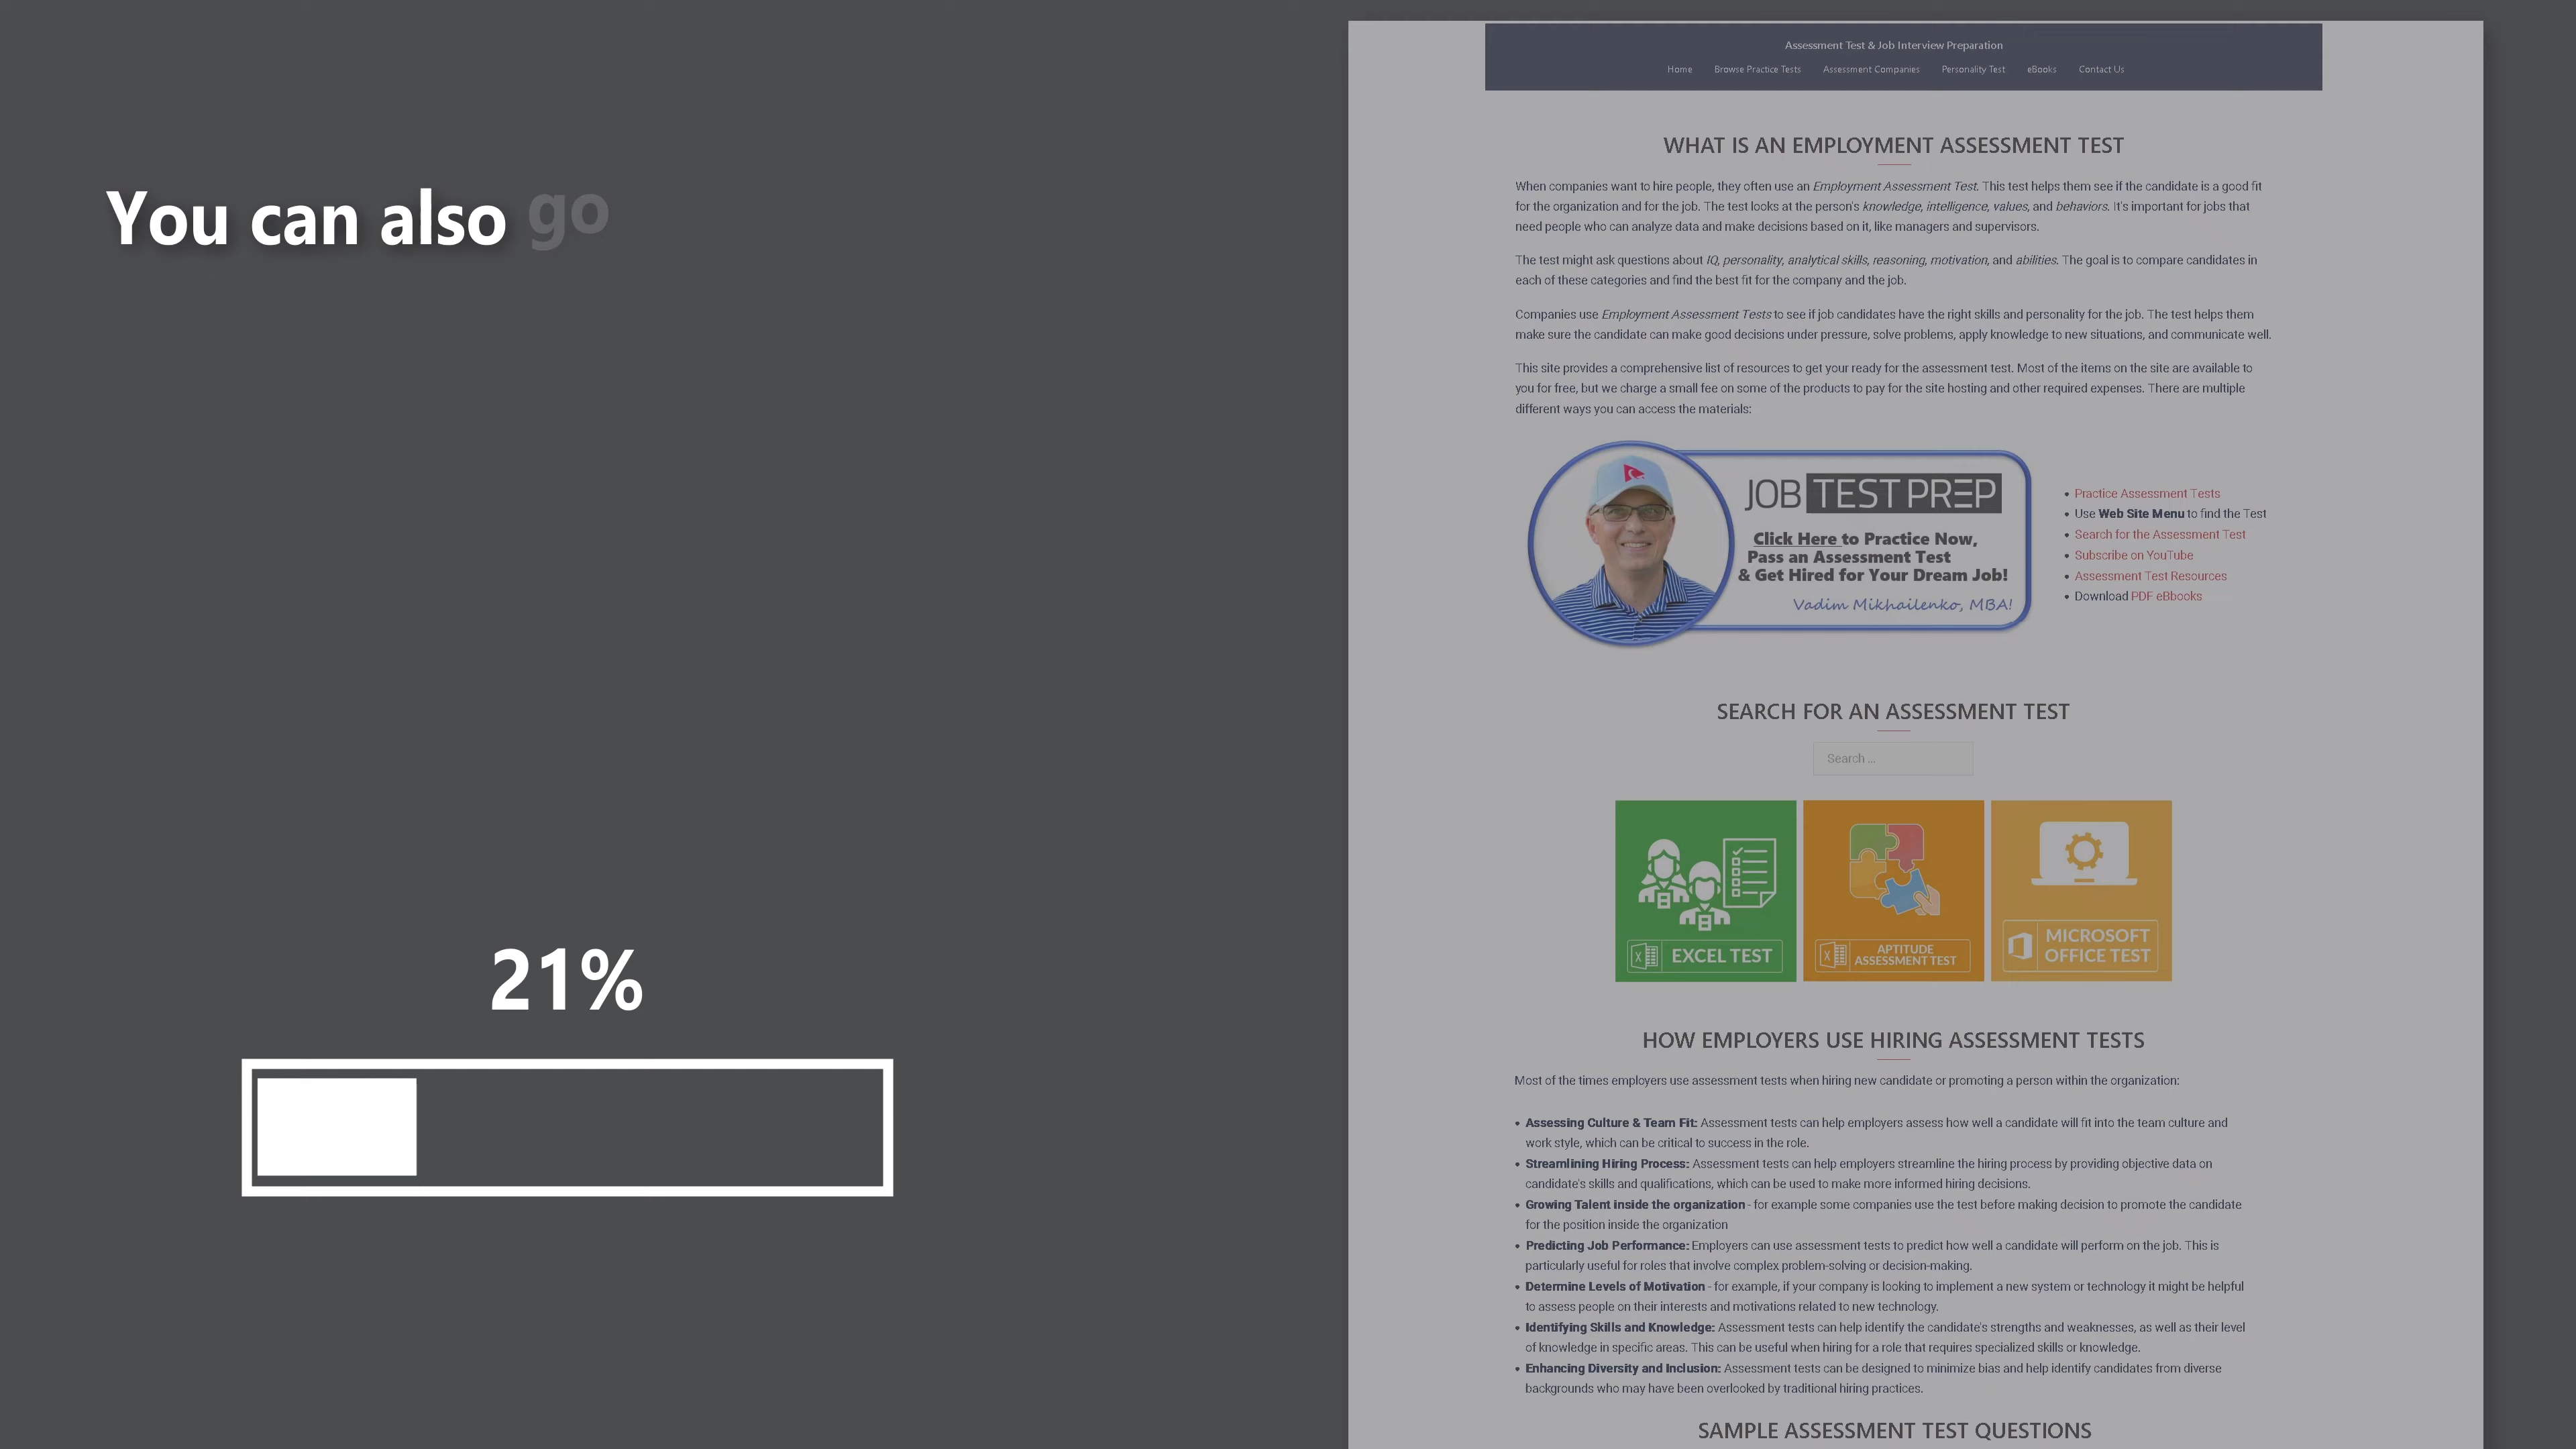 You can also go
21%
Assessment Test & Job Interview Preparation
Home Browse Practice Tests Assessment Companies Personality Test eBooks Contact Us
WHAT IS AN EMPLOYMENT ASSESSMENT TEST
When companies want to hire people, they often use an Employment Assessment Test. This test helps them see if the candidate is a good fit
for the organization and for the job. The test looks at the person's knowledge, intelligence, values, and behaviors. It's important for jobs that
need people who can analyze data and make decisions based on it, like managers and supervisors.
The test might ask questions about IQ, personality, analytical skills, reasoning, motivation, and abilities. The goal is to compare candidates in
each of these categories and find the best fit for the company and the job.
Companies use Employment Assessment Tests to see if job candidates have the right skills and personality for the job. The test helps them
make sure the candidate can make good decisions under pressure, solve problems, apply knowledge to new situations, and communicate well.
This site provides a comprehensive list of resources to get your ready for the assessment test. Most of the items on the site are available to
you for free, but we charge a small fee on some of the products to pay for the site hosting and other required expenses. There are multiple
different ways you can access the materials:
JOB TEST PREP
Click Here to Practice Now,
Pass an Assessment Test
& Get Hired for Your Dream Job!
Vadim Mikhailenko, MBA!
• Practice Assessment Tests
• Use Web Site Menu to find the Test
• Search for the Assessment Test
• Subscribe on YouTube
• Assessment Test Resources
• Download PDF eBbooks
SEARCH FOR AN ASSESSMENT TEST
Search ...
EXCEL TEST
APTITUDE
ASSESSMENT TEST
MICROSOFT
OFFICE TEST
HOW EMPLOYERS USE HIRING ASSESSMENT TESTS
Most of the times employers use assessment tests when hiring new candidate or promoting a person within the organization:
• Assessing Culture & Team Fit: Assessment tests can help employers assess how well a candidate will fit into the team culture and
work style, which can be critical to success in the role.
• Streamlining Hiring Process: Assessment tests can help employers streamline the hiring process by providing objective data on
candidate's skills and qualifications, which can be used to make more informed hiring decisions.
• Growing Talent inside the organization - for example some companies use the test before making decision to promote the candidate
for the position inside the organization
• Predicting Job Performance: Employers can use assessment tests to predict how well a candidate will perform on the job. This is
particularly useful for roles that involve complex problem-solving or decision-making.
• Determine Levels of Motivation - for example, if your company is looking to implement a new system or technology it might be helpful
to assess people on their interests and motivations related to new technology.
• Identifying Skills and Knowledge: Assessment tests can help identify the candidate's strengths and weaknesses, as well as their level
of knowledge in specific areas. This can be useful when hiring for a role that requires specialized skills or knowledge.
• Enhancing Diversity and Inclusion: Assessment tests can be designed to minimize bias and help identify candidates from diverse
backgrounds who may have been overlooked by traditional hiring practices.
SAMPLE ASSESSMENT TEST QUESTIONS